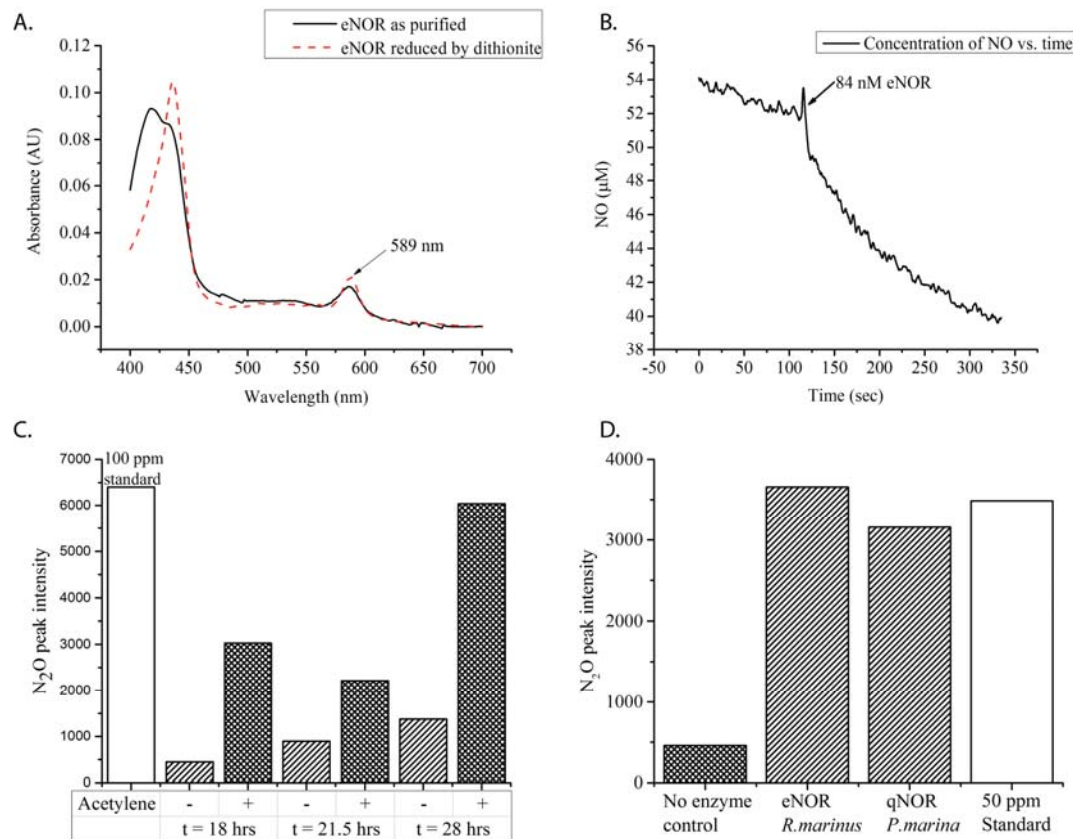 A.
eNOR as purified
eNOR reduced by dithionite
0.12
0.10
0.08
0.06
0.04
0.02
0.00
Absorbance (AU)
589 nm
400 450 500 550 600 650 700
Wavelength (nm)
B.
Concentration of NO vs. time
56
54
52
50
48
46
44
42
40
38
NO (μM)
84 nM eNOR
-50 0 50 100 150 200 250 300 350
Time (sec)
C.
7000
6000
5000
4000
3000
2000
1000
0
N2O peak intensity
100 ppm
standard
Acetylene - + - + - +
t = 18 hrs t = 21.5 hrs t = 28 hrs
D.
4000
3000
2000
1000
0
N2O peak intensity
No enzyme eNOR qNOR 50 ppm
control R.marinus P.marina Standard